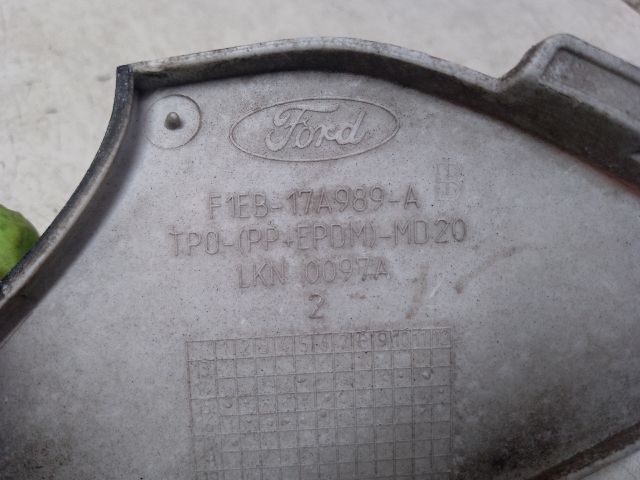 Ford
F1EB-17A989-A
TPO-(PP+EPDM)-MD20
LKN 0097A
2